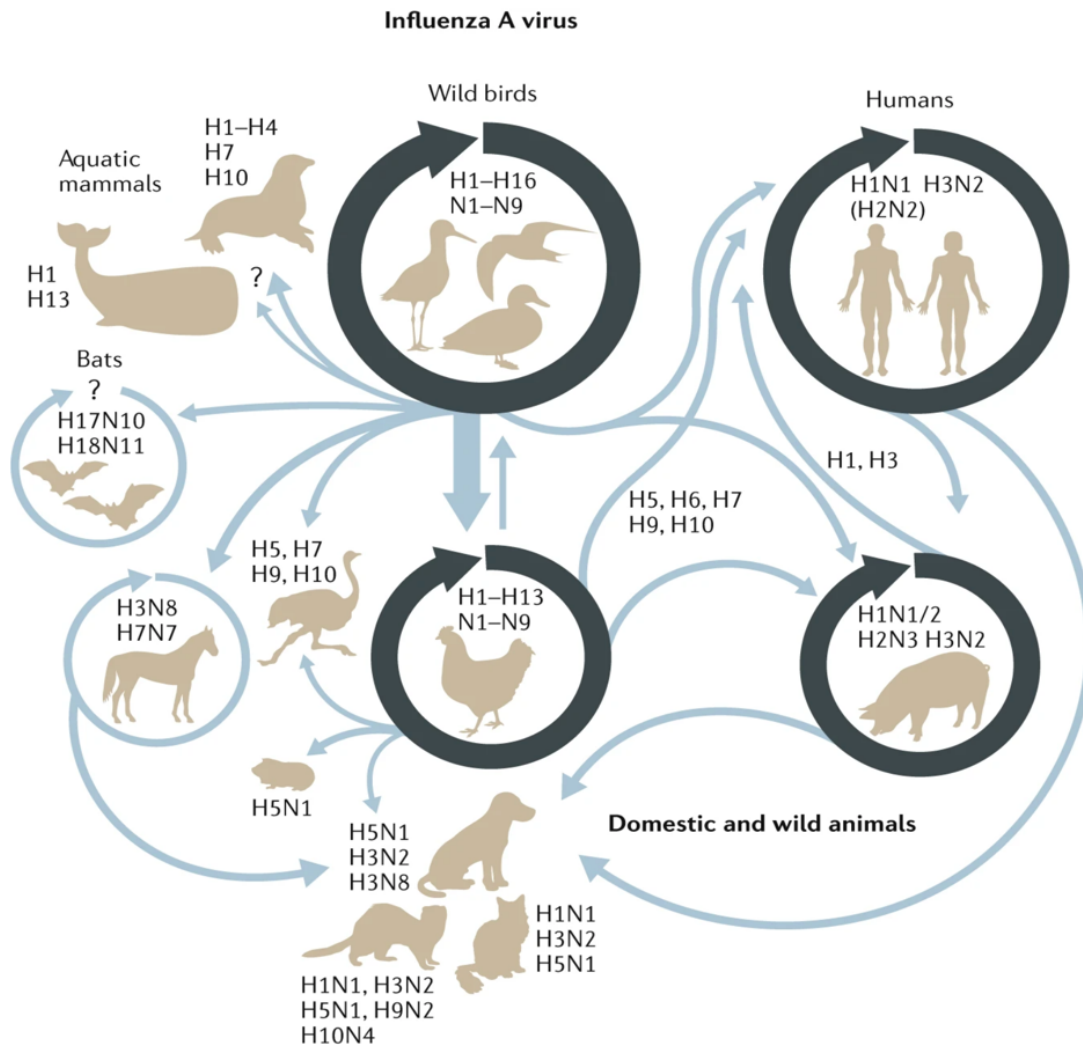 Influenza A virus
Wild birds
Humans
H1–H4
H7
H10
Aquatic
mammals
H1–H16
N1–N9
H1N1 H3N2
(H2N2)
H1
H13
?
Bats
?
H17N10
H18N11
H1, H3
H5, H6, H7
H9, H10
H5, H7
H9, H10
H3N8
H7N7
H1–H13
N1–N9
H1N1/2
H2N3 H3N2
H5N1
Domestic and wild animals
H5N1
H3N2
H3N8
H1N1
H3N2
H5N1
H1N1, H3N2
H5N1, H9N2
H10N4